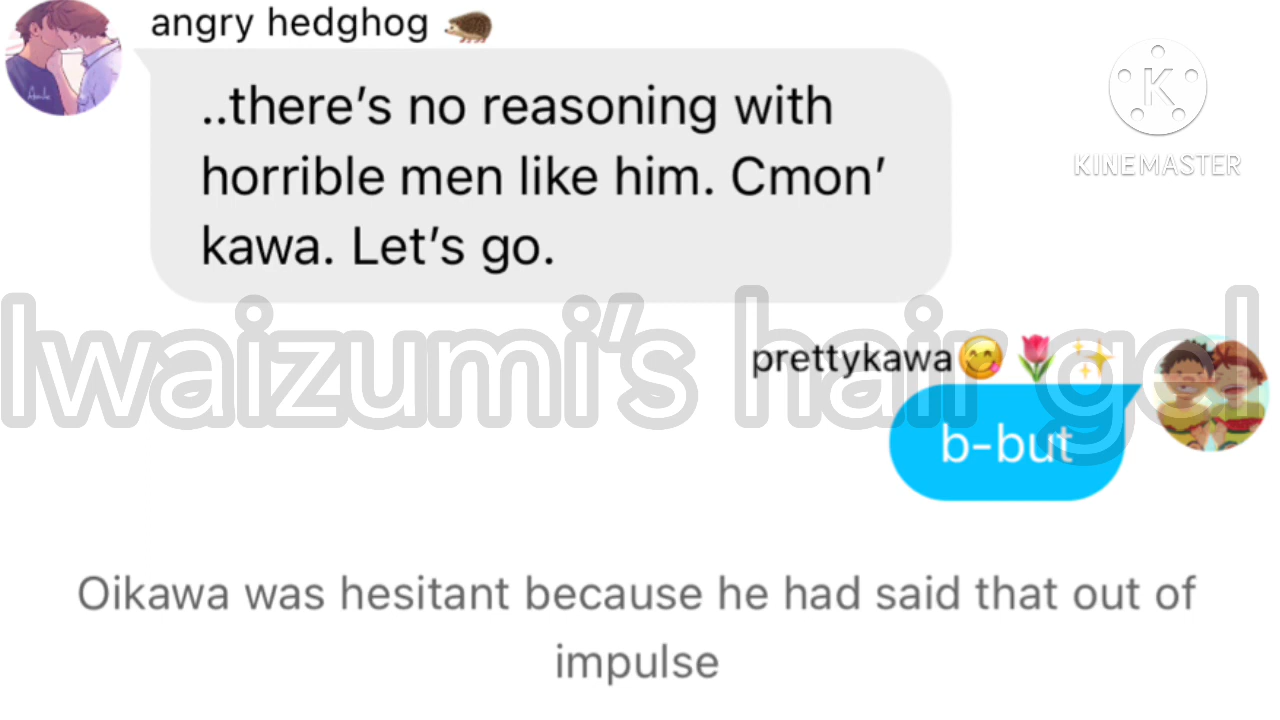 angry hedghog 🦔
..there's no reasoning with
horrible men like him. Cmon'
kawa. Let's go.
K
KINEMASTER
Iwaizumi's hair gel
prettykawa😋🌷✨
b-but
Oikawa was hesitant because he had said that out of
impulse